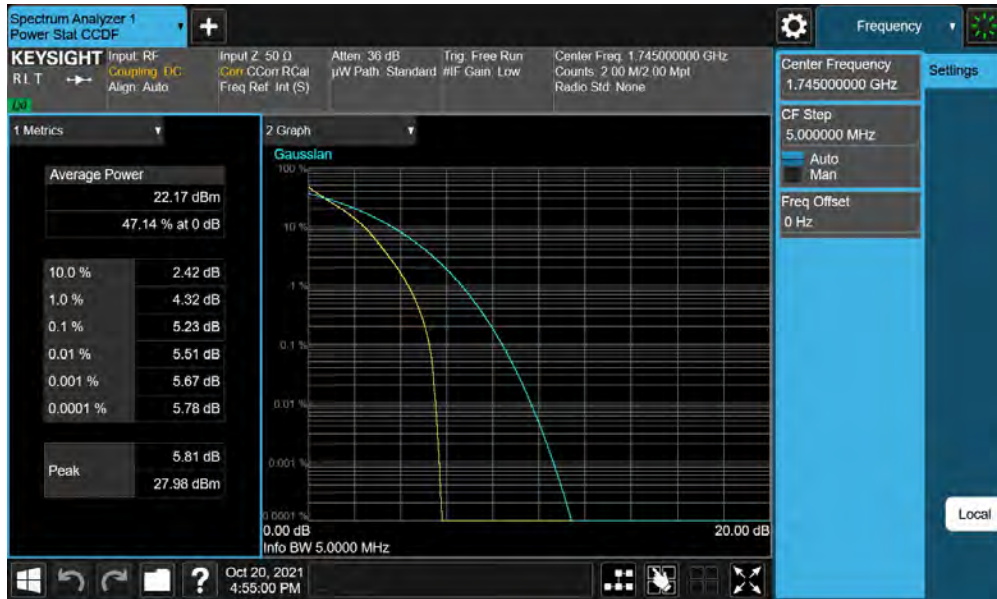 Spectrum Analyzer 1
Power Stat CCDF
Frequency
KEYSIGHT
RLT
Input: RF
Coupling: DC
Align: Auto
Input Z: 50 Ω
Corr CCorr RCal
Freq Ref: Int (S)
Atten: 36 dB
µW Path: Standard
Trig: Free Run
#IF Gain: Low
Center Freq: 1.745000000 GHz
Counts: 2.00 M/2.00 Mpt
Radio Std: None
Center Frequency
1.745000000 GHz
Settings
CF Step
5.000000 MHz
Auto
Man
Freq Offset
0 Hz
1 Metrics
Average Power
22.17 dBm
47.14 % at 0 dB
10.0 % 2.42 dB
1.0 % 4.32 dB
0.1 % 5.23 dB
0.01 % 5.51 dB
0.001 % 5.67 dB
0.0001 % 5.78 dB
Peak
5.81 dB
27.98 dBm
2 Graph
Gaussian
100 %
10 %
1 %
0.1 %
0.01 %
0.001 %
0.0001 %
0.00 dB 20.00 dB
Info BW 5.0000 MHz
Local
?
Oct 20, 2021
4:55:00 PM